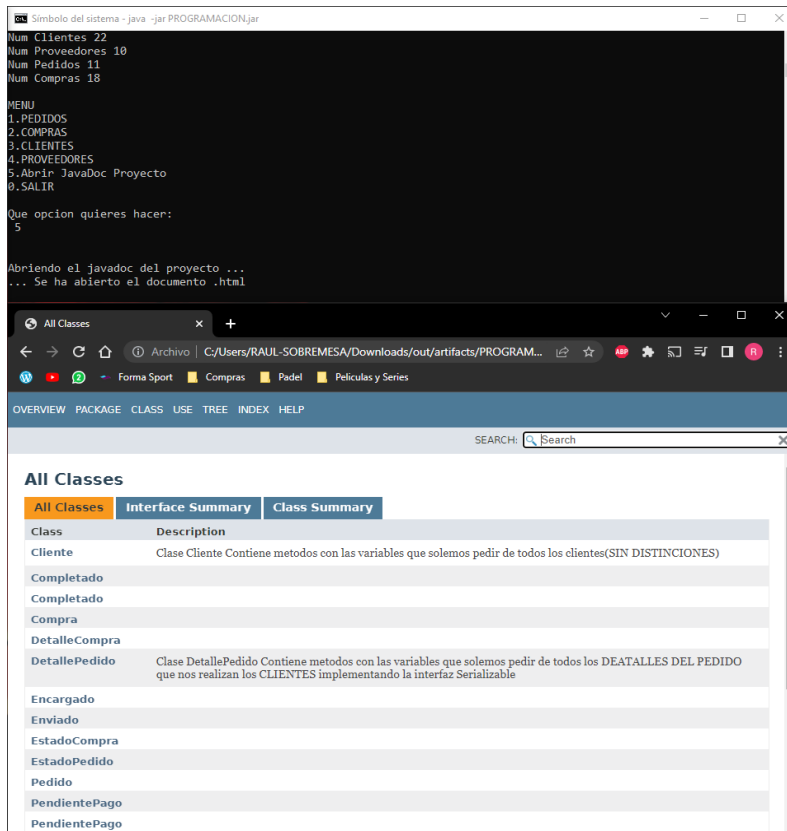 Símbolo del sistema - java -jar PROGRAMACION.jar
Num Clientes 22
Num Proveedores 10
Num Pedidos 11
Num Compras 18
MENU
1.PEDIDOS
2.COMPRAS
3.CLIENTES
4.PROVEEDORES
5.Abrir JavaDoc Proyecto
0.SALIR
Que opcion quieres hacer:
5
Abriendo el javadoc del proyecto ...
... Se ha abierto el documento .html
All Classes
Archivo | C:/Users/RAUL-SOBREMESA/Downloads/out/artifacts/PROGRAM... ABP R
2 Forma Sport Compras Padel Peliculas y Series
OVERVIEW PACKAGE CLASS USE TREE INDEX HELP
SEARCH: Search
All Classes
All Classes Interface Summary Class Summary
Class Description
Cliente Clase Cliente Contiene metodos con las variables que solemos pedir de todos los clientes(SIN DISTINCIONES)
Completado
Completado
Compra
DetalleCompra
DetallePedido Clase DetallePedido Contiene metodos con las variables que solemos pedir de todos los DEATALLES DEL PEDIDO
que nos realizan los CLIENTES implementando la interfaz Serializable
Encargado
Enviado
EstadoCompra
EstadoPedido
Pedido
PendientePago
PendientePago